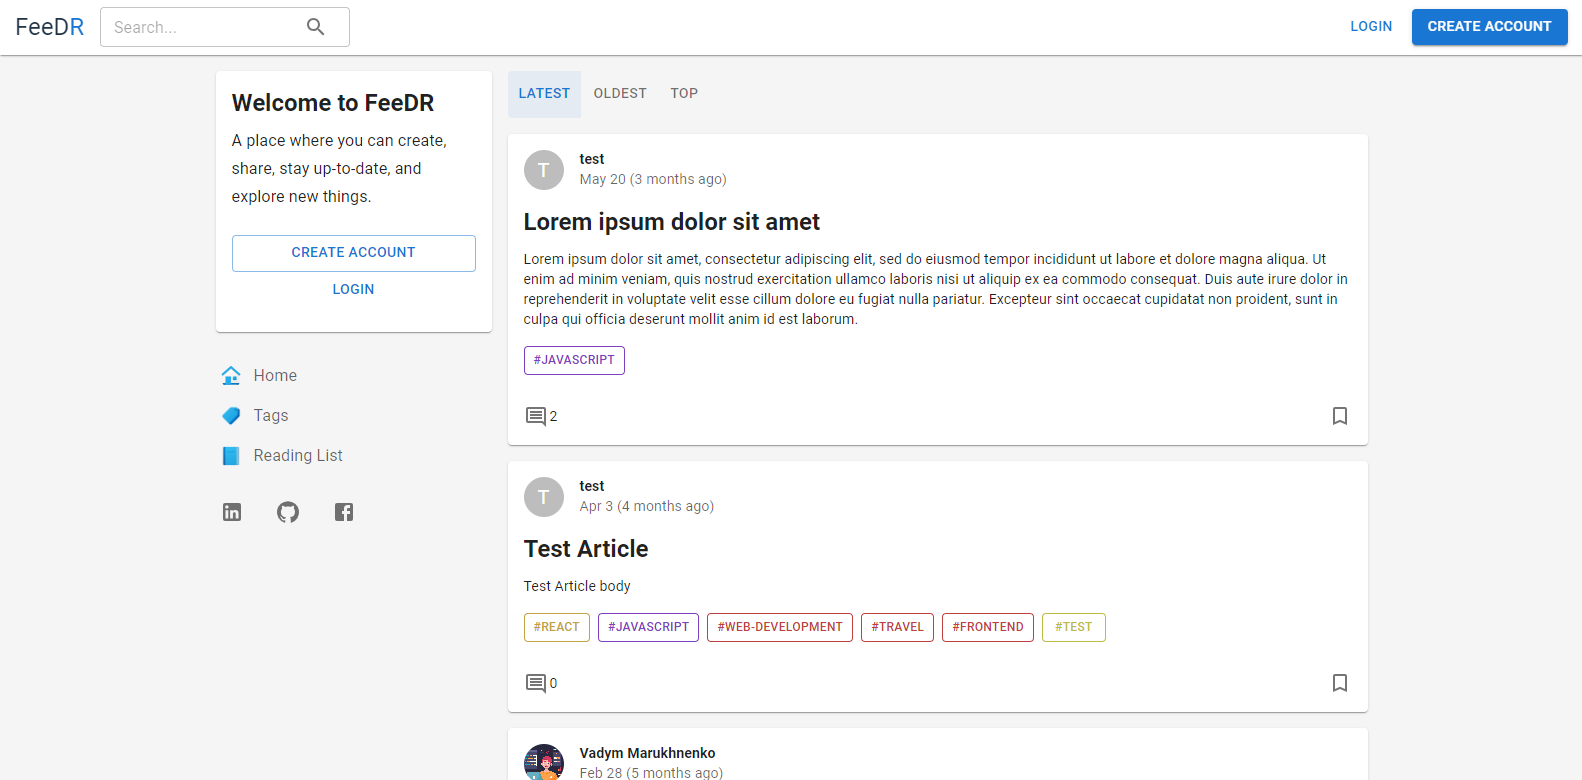 FeeDR
Search...
LOGIN
CREATE ACCOUNT
Welcome to FeeDR
A place where you can create,
share, stay up-to-date, and
explore new things.
CREATE ACCOUNT
LOGIN
Home
Tags
Reading List
LATEST
OLDEST
TOP
T
test
May 20 (3 months ago)
Lorem ipsum dolor sit amet
Lorem ipsum dolor sit amet, consectetur adipiscing elit, sed do eiusmod tempor incididunt ut labore et dolore magna aliqua. Ut
enim ad minim veniam, quis nostrud exercitation ullamco laboris nisi ut aliquip ex ea commodo consequat. Duis aute irure dolor in
reprehenderit in voluptate velit esse cillum dolore eu fugiat nulla pariatur. Excepteur sint occaecat cupidatat non proident, sunt in
culpa qui officia deserunt mollit anim id est laborum.
#JAVASCRIPT
2
T
test
Apr 3 (4 months ago)
Test Article
Test Article body
#REACT #JAVASCRIPT #WEB-DEVELOPMENT #TRAVEL #FRONTEND #TEST
0
Vadym Marukhnenko
Feb 28 (5 months ago)